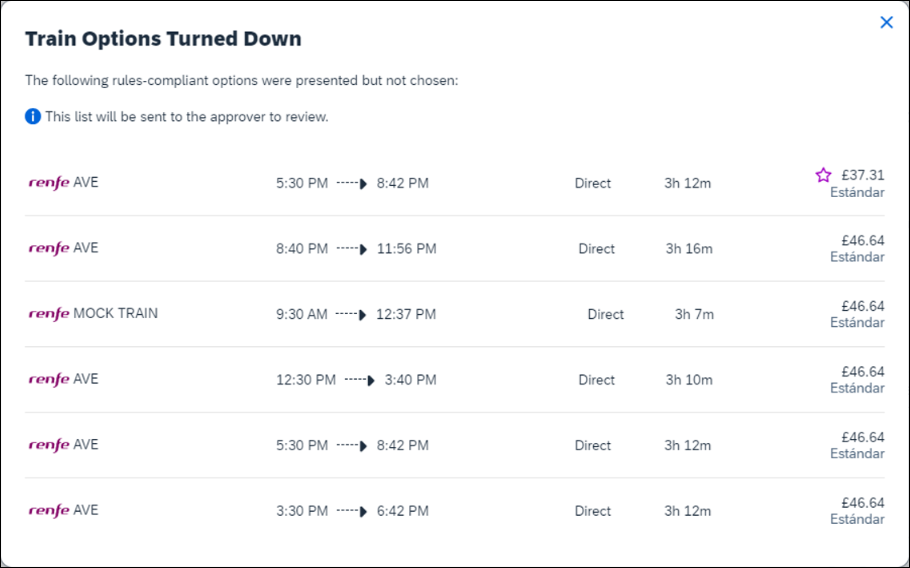 Train Options Turned Down
The following rules-compliant options were presented but not chosen:
This list will be sent to the approver to review.
renfe AVE 5:30 PM 8:42 PM Direct 3h 12m £37.31
Estándar
renfe AVE 8:40 PM 11:56 PM Direct 3h 16m £46.64
Estándar
renfe MOCK TRAIN 9:30 AM 12:37 PM Direct 3h 7m £46.64
Estándar
renfe AVE 12:30 PM 3:40 PM Direct 3h 10m £46.64
Estándar
renfe AVE 5:30 PM 8:42 PM Direct 3h 12m £46.64
Estándar
renfe AVE 3:30 PM 6:42 PM Direct 3h 12m £46.64
Estándar